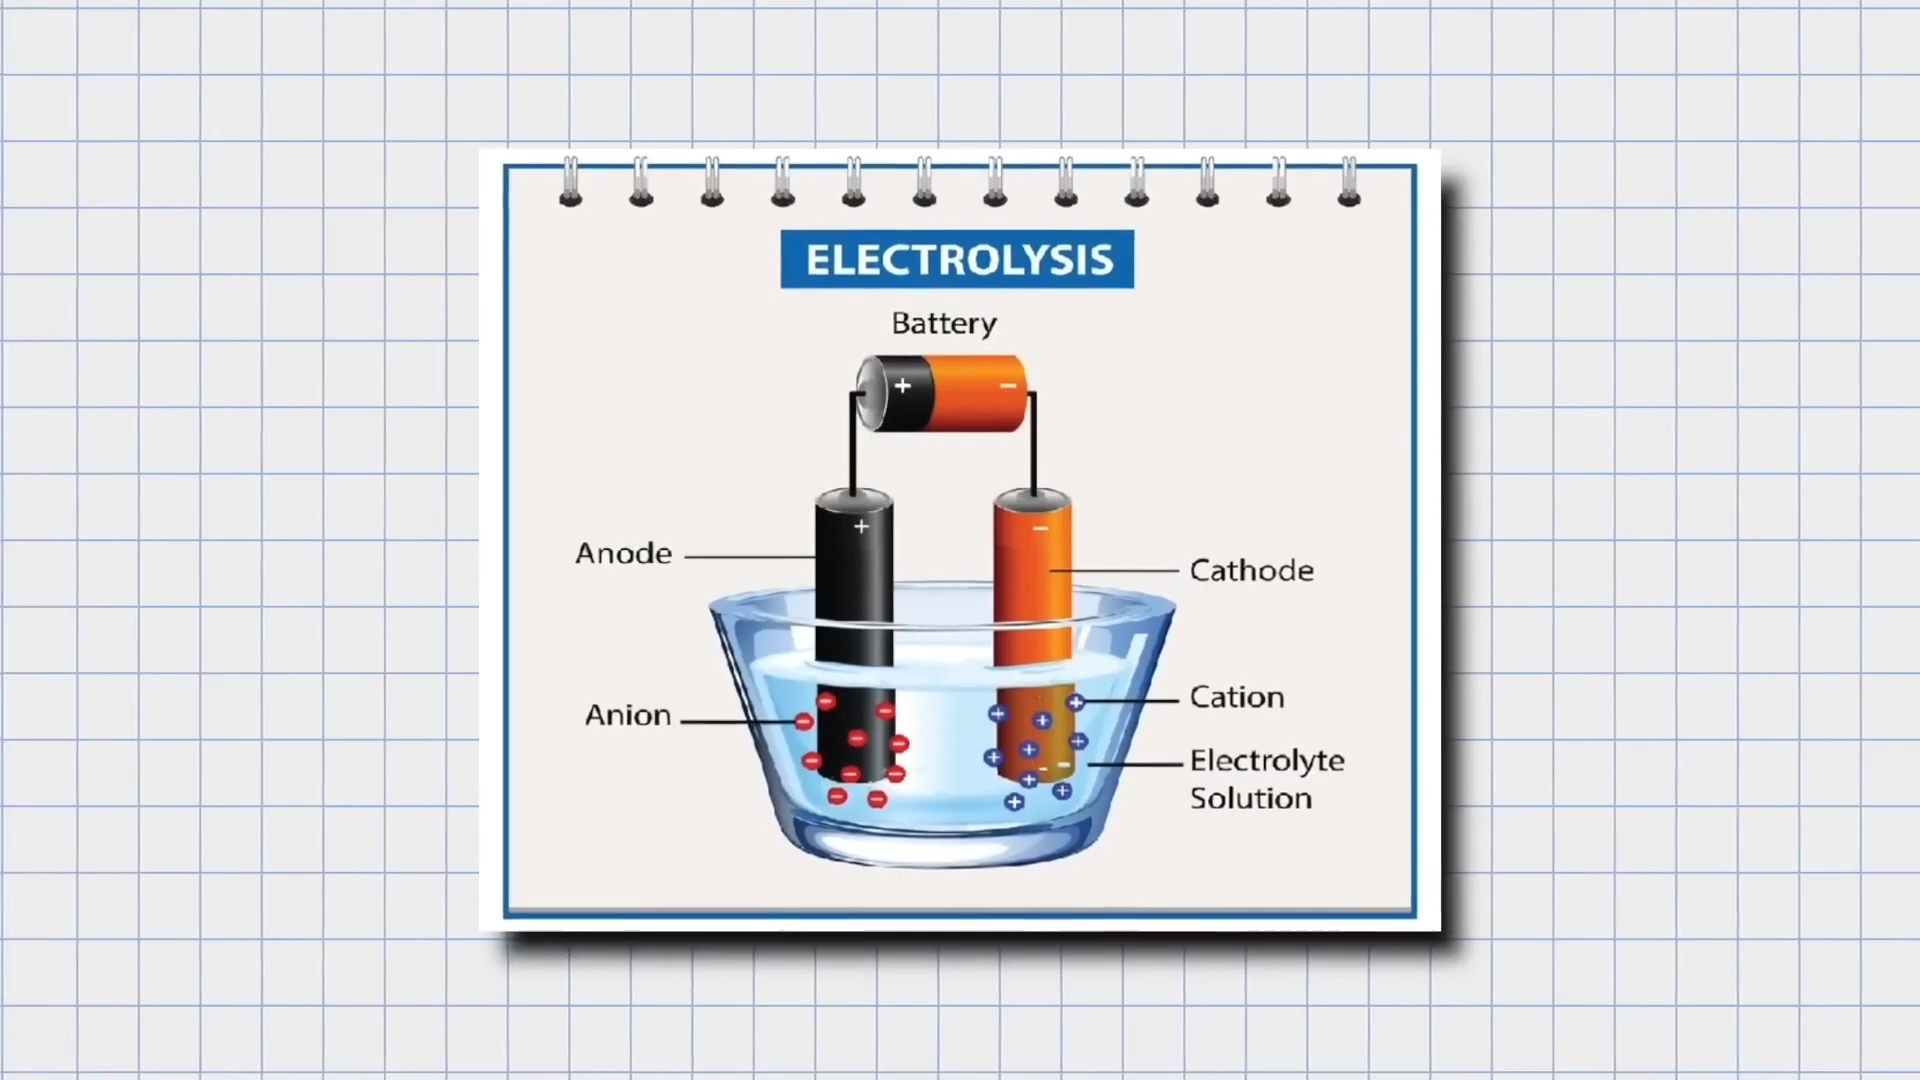 ELECTROLYSIS
Battery
+ −
+ −
Anode
Cathode
Anion
Cation
Electrolyte
Solution